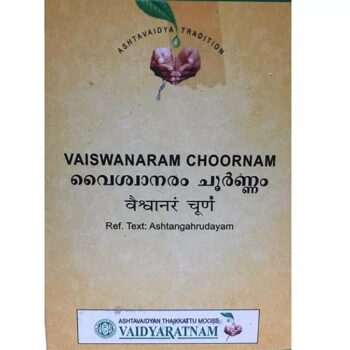 ASHTAVAIDYA TRADITION
VAISWANARAM CHOORNAM
വൈശ്വാനരം ചൂർണ്ണം
वैश्वानरं चूर्णं
Ref. Text: Ashtangahrudayam
ASHTAVAIDYAN THAIKKATTU MOOSS
VAIDYARATNAM